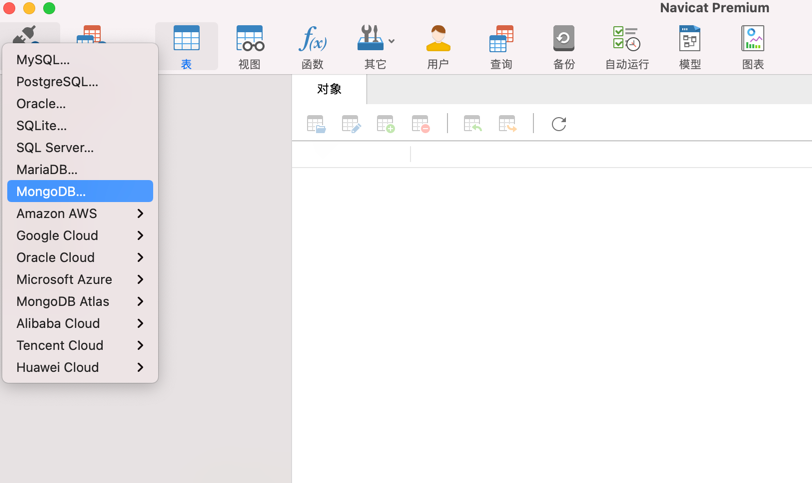 Navicat Premium
表
视图
f(x)
函数
其它
用户
查询
备份
自动运行
模型
图表
MySQL...
PostgreSQL...
Oracle...
SQLite...
SQL Server...
MariaDB...
MongoDB...
Amazon AWS
Google Cloud
Oracle Cloud
Microsoft Azure
MongoDB Atlas
Alibaba Cloud
Tencent Cloud
Huawei Cloud
对象